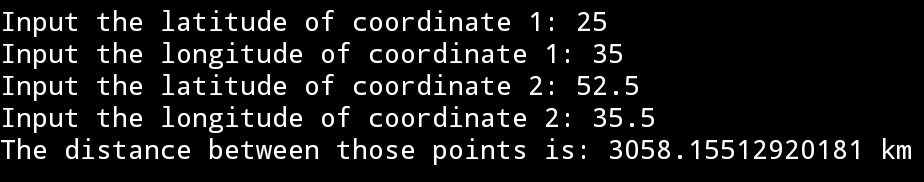 Input the latitude of coordinate 1: 25
Input the longitude of coordinate 1: 35
Input the latitude of coordinate 2: 52.5
Input the longitude of coordinate 2: 35.5
The distance between those points is: 3058.15512920181 km